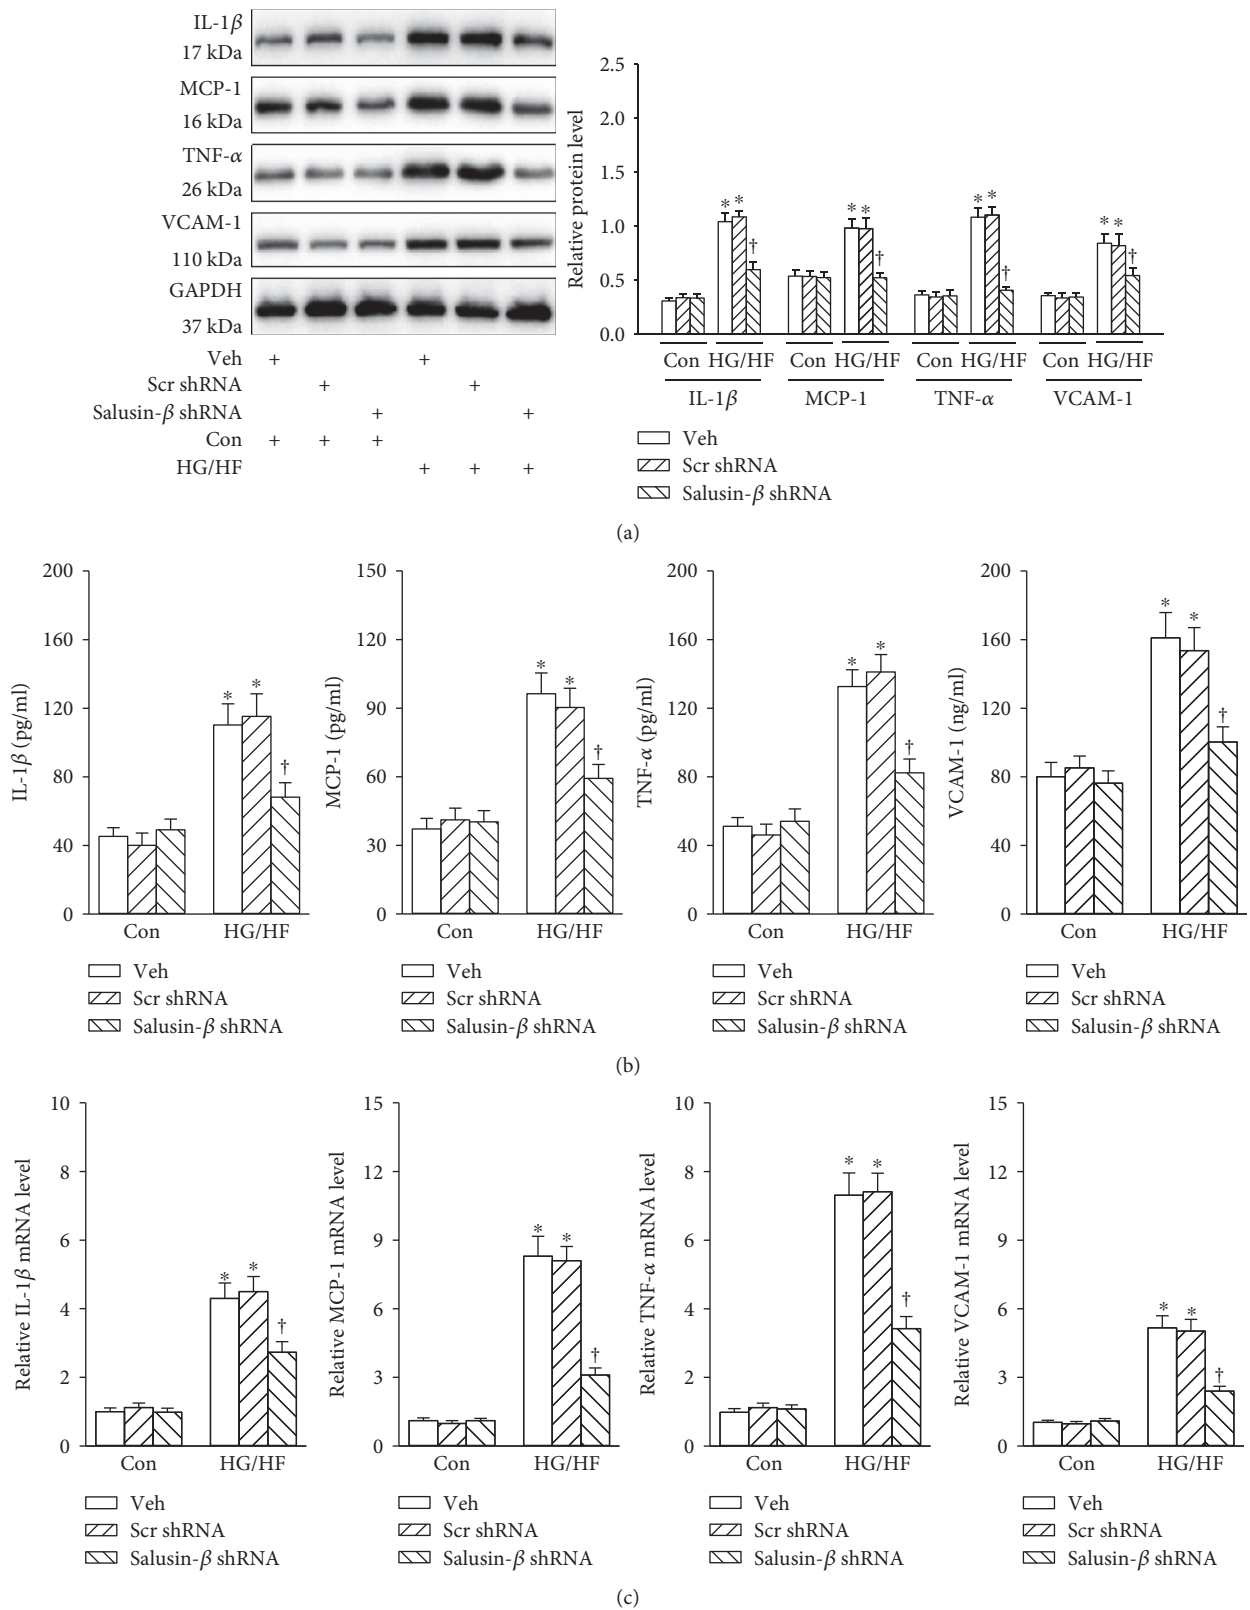 IL-1β
17 kDa
MCP-1
16 kDa
TNF-α
26 kDa
VCAM-1
110 kDa
GAPDH
37 kDa
Veh + +
Scr shRNA + +
Salusin-β shRNA + +
Con + + +
HG/HF + + +
Relative protein level
2.5
2.0
1.5
1.0
0.5
0.0
* * † * * † * * † * * †
Con HG/HF Con HG/HF Con HG/HF Con HG/HF
IL-1β MCP-1 TNF-α VCAM-1
Veh
Scr shRNA
Salusin-β shRNA
(a)
IL-1β (pg/ml)
200
160
120
80
40
0
* * †
Con HG/HF
Veh
Scr shRNA
Salusin-β shRNA
MCP-1 (pg/ml)
150
120
90
60
30
0
* * †
Con HG/HF
Veh
Scr shRNA
Salusin-β shRNA
TNF-α (pg/ml)
200
160
120
80
40
0
* * †
Con HG/HF
Veh
Scr shRNA
Salusin-β shRNA
VCAM-1 (ng/ml)
200
160
120
80
40
0
* * †
Con HG/HF
Veh
Scr shRNA
Salusin-β shRNA
(b)
Relative IL-1β mRNA level
10
8
6
4
2
0
* * †
Con HG/HF
Veh
Scr shRNA
Salusin-β shRNA
Relative MCP-1 mRNA level
15
12
9
6
3
0
* * †
Con HG/HF
Veh
Scr shRNA
Salusin-β shRNA
Relative TNF-α mRNA level
10
8
6
4
2
0
* * †
Con HG/HF
Veh
Scr shRNA
Salusin-β shRNA
Relative VCAM-1 mRNA level
15
12
9
6
3
0
* * †
Con HG/HF
Veh
Scr shRNA
Salusin-β shRNA
(c)